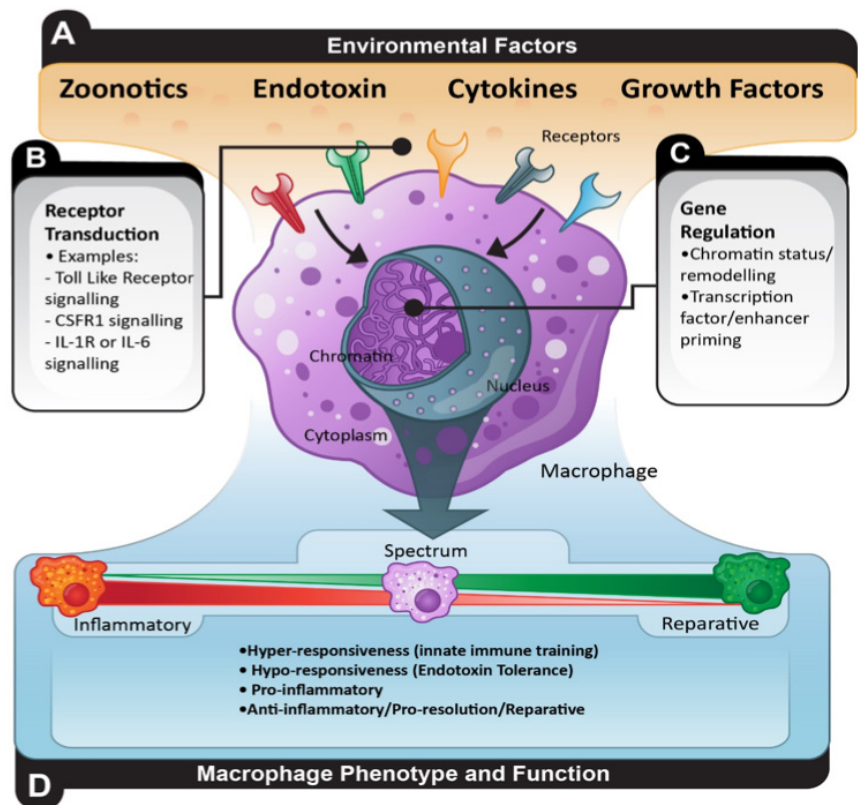 A
Environmental Factors
Zoonotics Endotoxin Cytokines Growth Factors
Receptors
B
Receptor
Transduction
• Examples:
- Toll Like Receptor
signalling
- CSFR1 signalling
- IL-1R or IL-6
signalling
C
Gene
Regulation
•Chromatin status/
remodelling
•Transcription
factor/enhancer
priming
Chromatin
Nucleus
Cytoplasm
Macrophage
Spectrum
Inflammatory
Reparative
•Hyper-responsiveness (innate immune training)
• Hypo-responsiveness (Endotoxin Tolerance)
• Pro-inflammatory
•Anti-inflammatory/Pro-resolution/Reparative
D
Macrophage Phenotype and Function